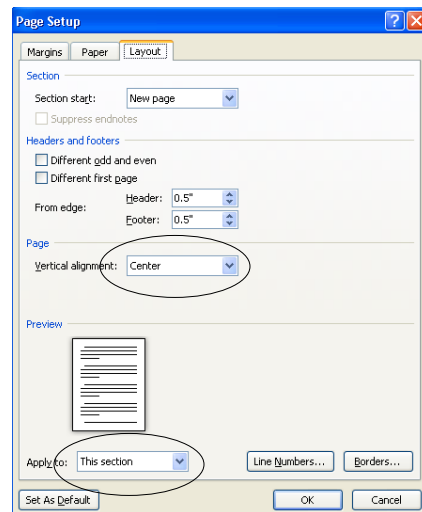 Page Setup
Margins Paper Layout
Section
Section start: New page
Suppress endnotes
Headers and footers
Different odd and even
Different first page
From edge: Header: 0.5"
Footer: 0.5"
Page
Vertical alignment: Center
Preview
Apply to: This section Line Numbers... Borders...
Set As Default OK Cancel